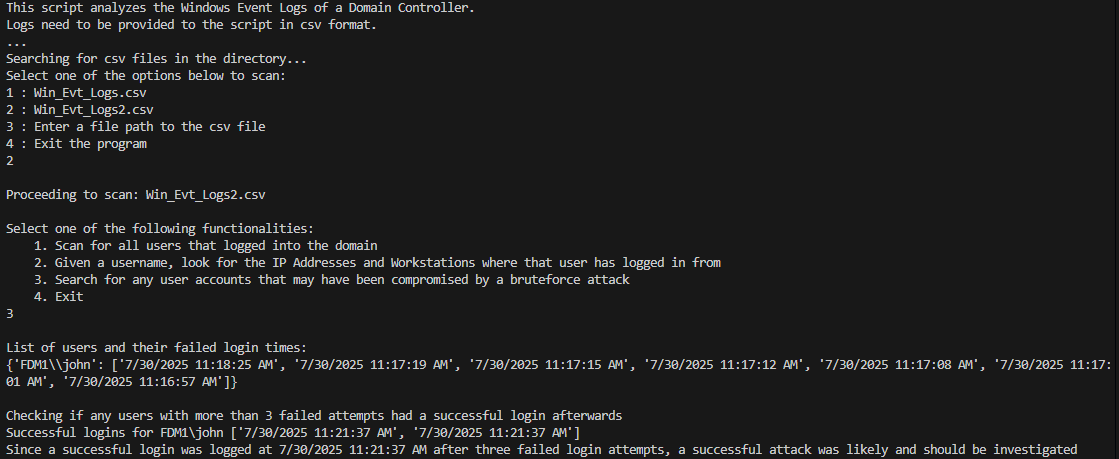 This script analyzes the Windows Event Logs of a Domain Controller.
Logs need to be provided to the script in csv format.
...
Searching for csv files in the directory...
Select one of the options below to scan:
1 : Win_Evt_Logs.csv
2 : Win_Evt_Logs2.csv
3 : Enter a file path to the csv file
4 : Exit the program
2
Proceeding to scan: Win_Evt_Logs2.csv
Select one of the following functionalities:
1. Scan for all users that logged into the domain
2. Given a username, look for the IP Addresses and Workstations where that user has logged in from
3. Search for any user accounts that may have been compromised by a bruteforce attack
4. Exit
3
List of users and their failed login times:
{'FDM1\\john': ['7/30/2025 11:18:25 AM', '7/30/2025 11:17:19 AM', '7/30/2025 11:17:15 AM', '7/30/2025 11:17:12 AM', '7/30/2025 11:17:08 AM', '7/30/2025 11:17:
01 AM', '7/30/2025 11:16:57 AM']}
Checking if any users with more than 3 failed attempts had a successful login afterwards
Successful logins for FDM1\john ['7/30/2025 11:21:37 AM', '7/30/2025 11:21:37 AM']
Since a successful login was logged at 7/30/2025 11:21:37 AM after three failed login attempts, a successful attack was likely and should be investigated